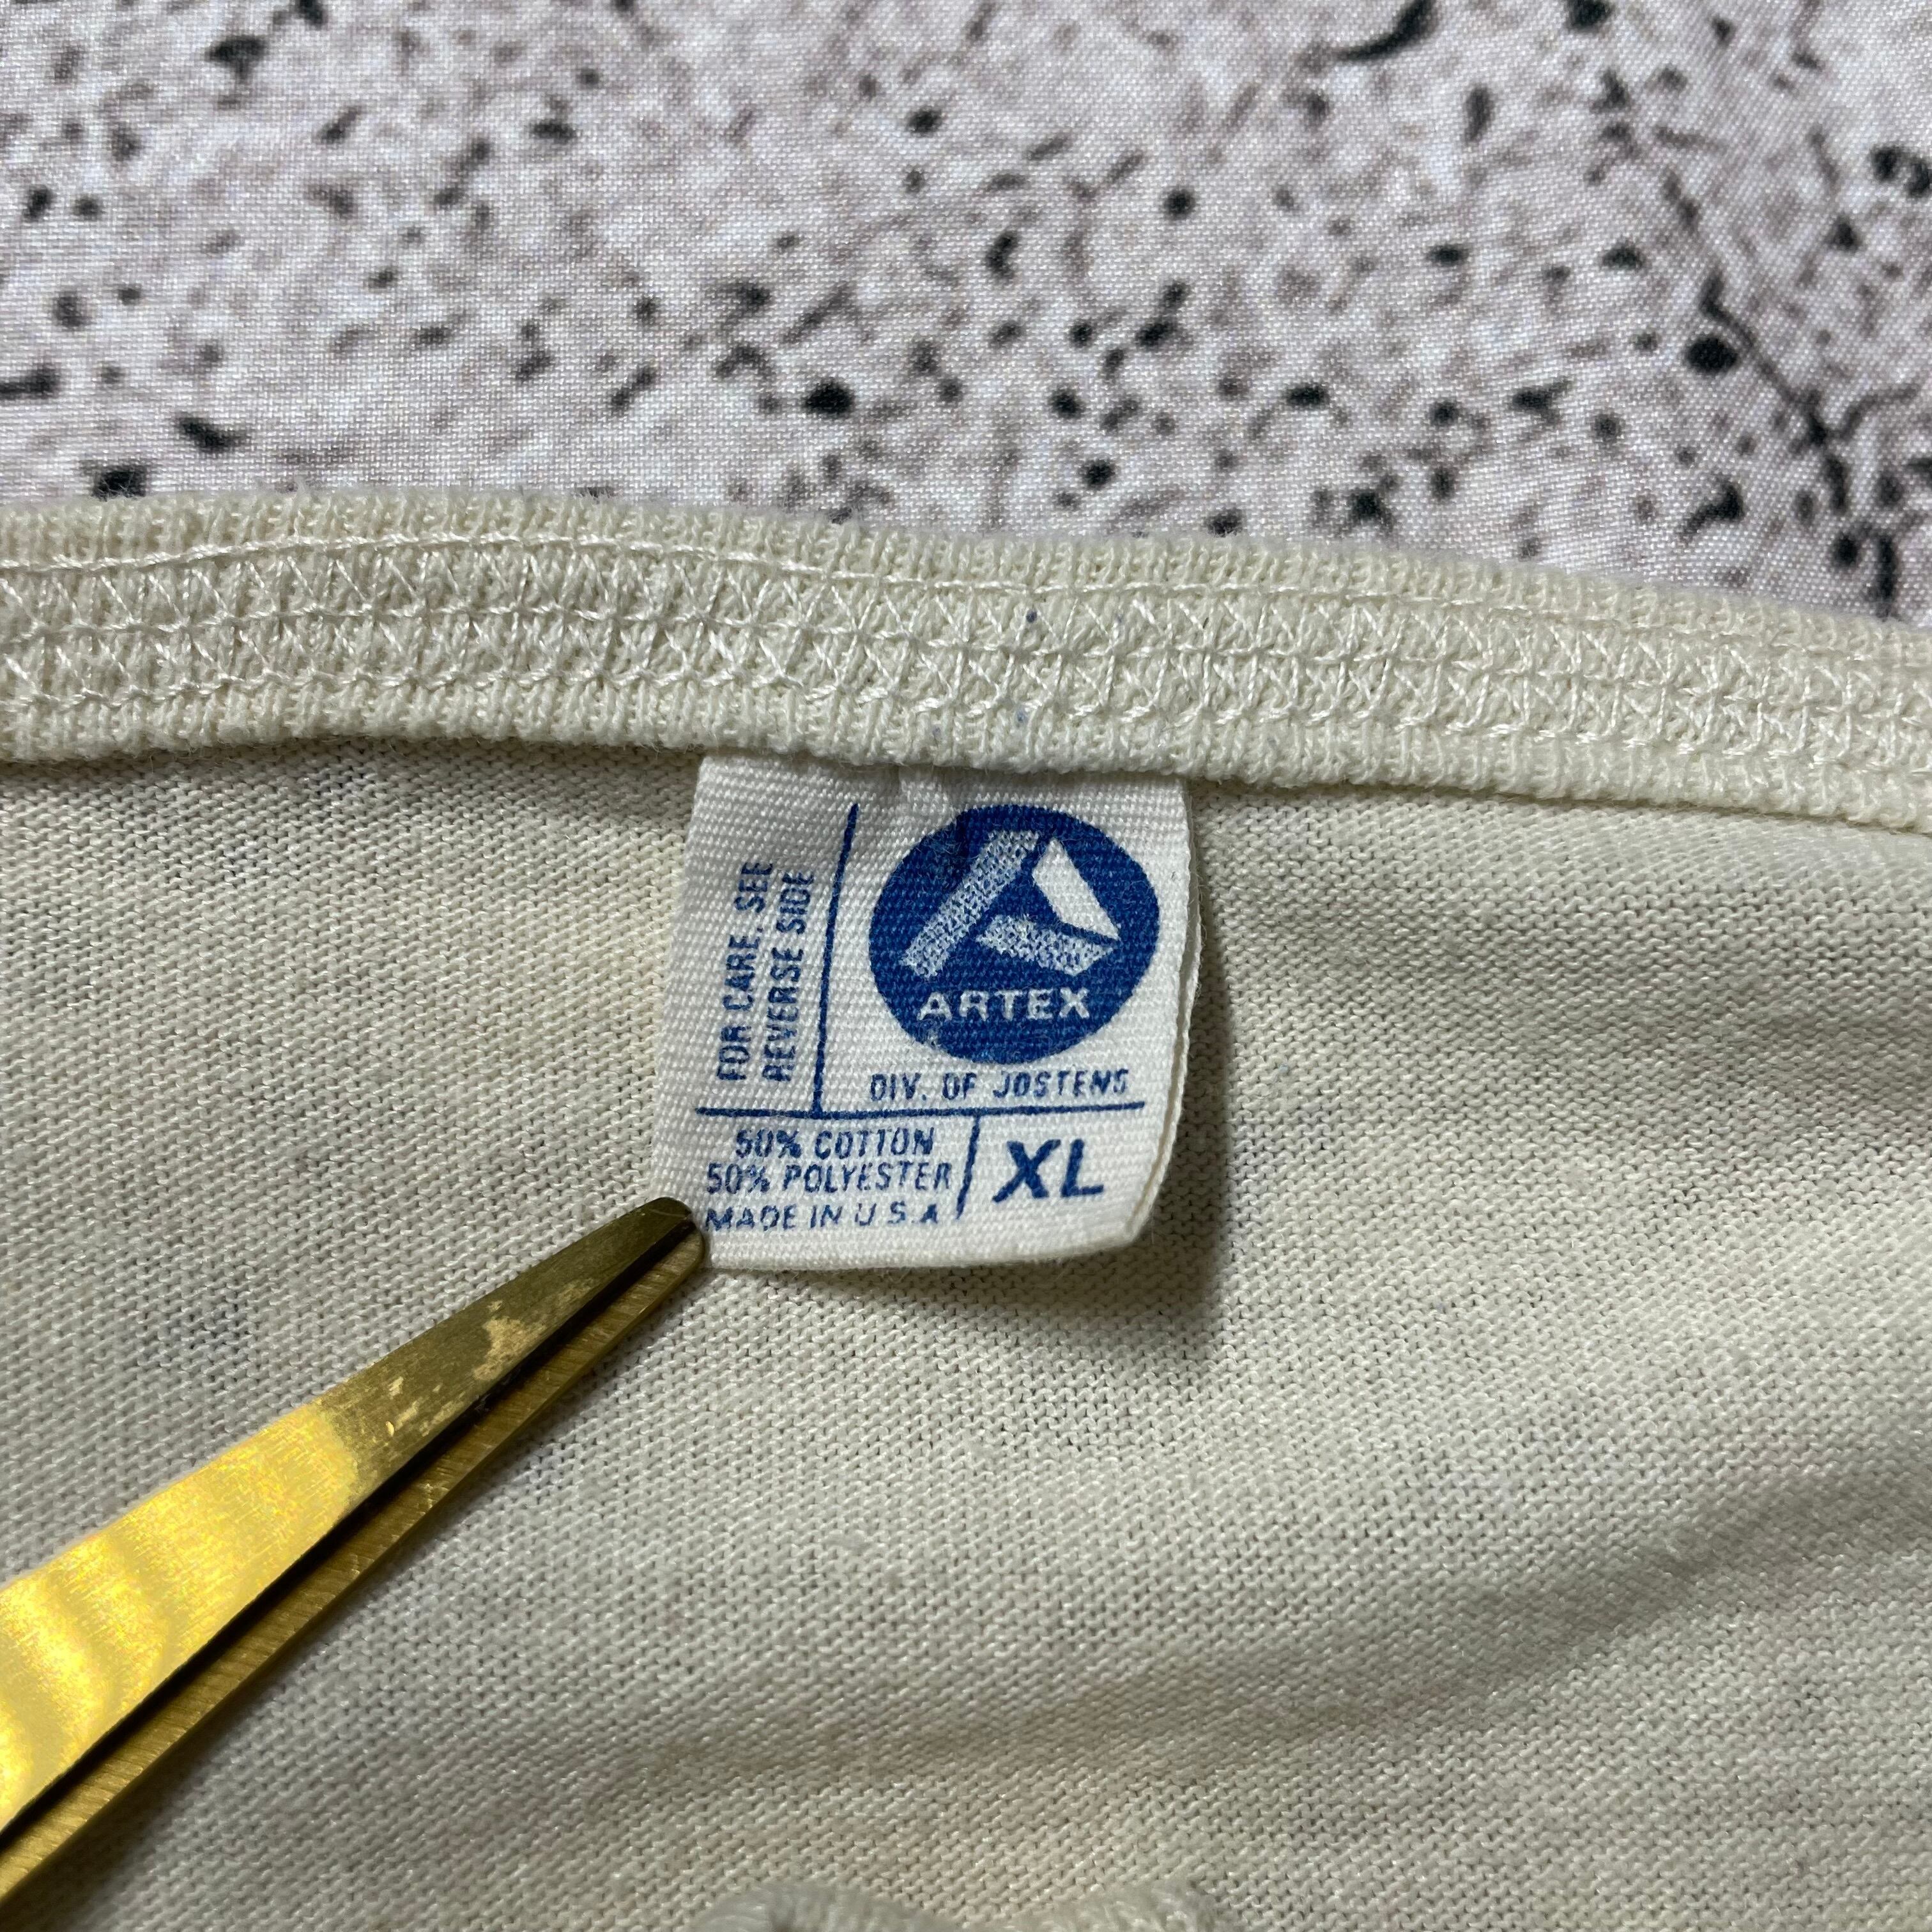 FOR CARE, SEE
REVERSE SIDE
ARTEX
DIV. OF JOSTENS
50% COTTON
50% POLYESTER
MADE IN U.S.A
XL